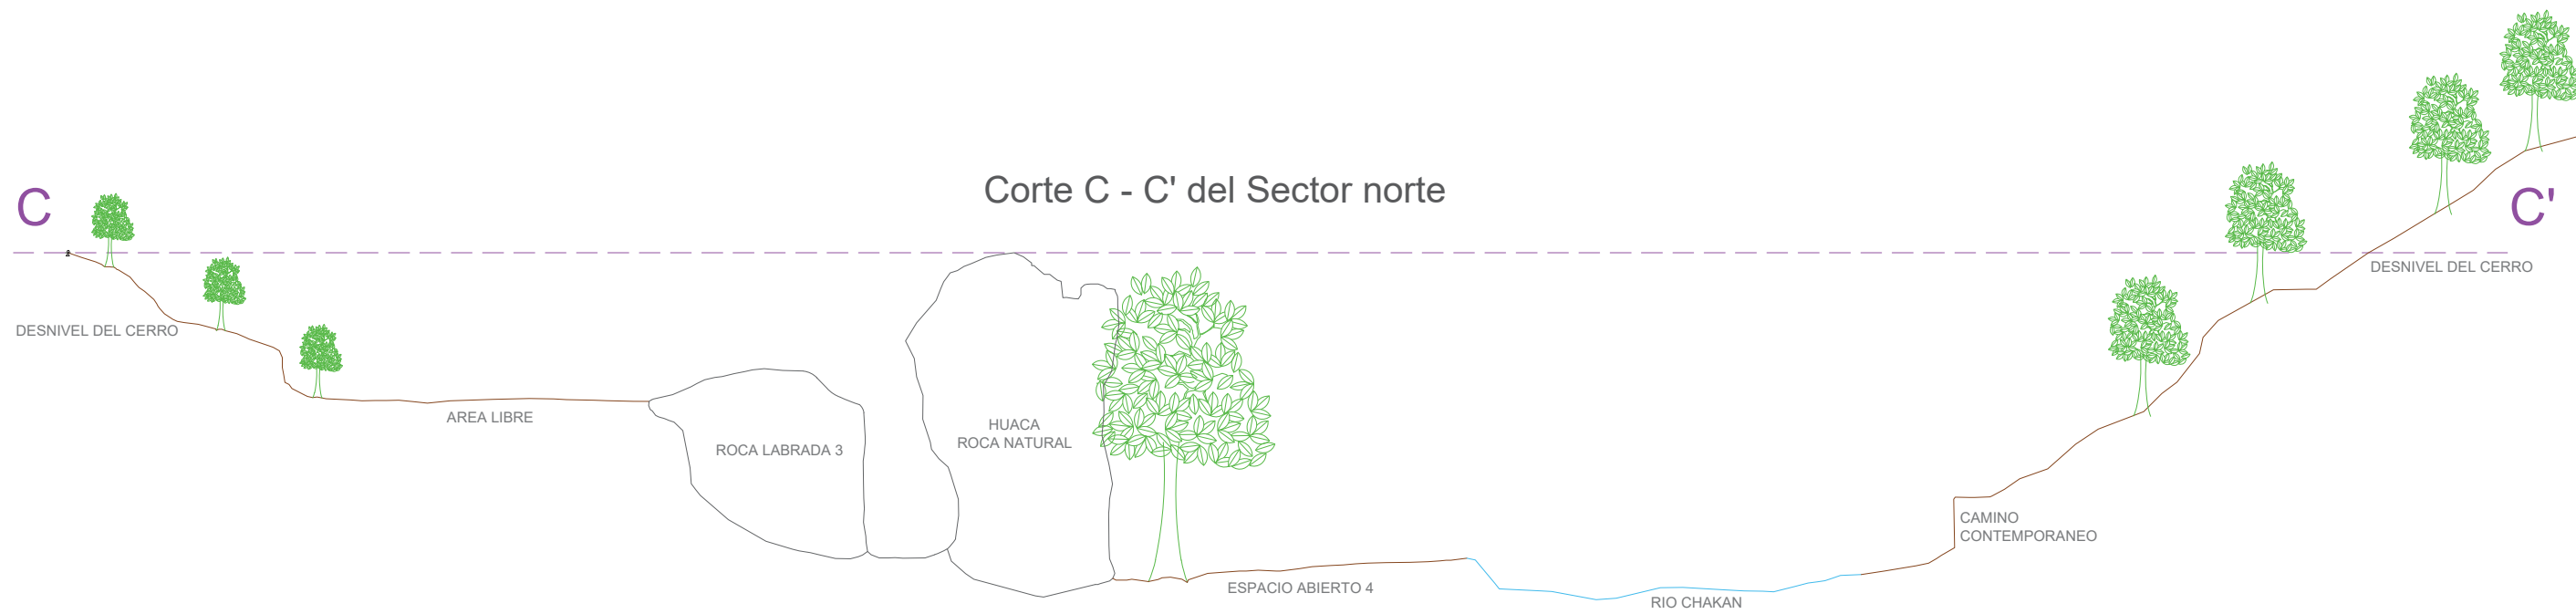 Corte C - C' del Sector norte
C
C'
DESNIVEL DEL CERRO
DESNIVEL DEL CERRO
AREA LIBRE
ROCA LABRADA 3
HUACA
ROCA NATURAL
CAMINO
CONTEMPORANEO
ESPACIO ABIERTO 4
RIO CHAKAN